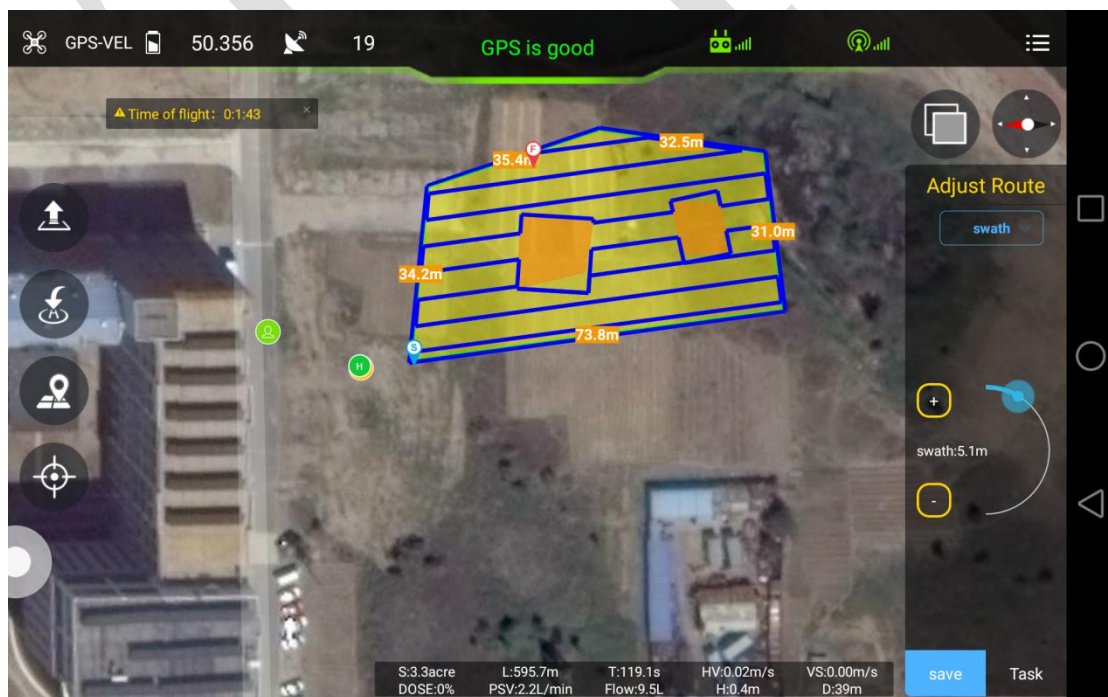 GPS-VEL 50.356 19 GPS is good
Time of flight: 0:1:43 ×
35.4m F 32.5m
34.2m 31.0m
73.8m
S
H
Adjust Route
swath
+
swath:5.1m
-
S:3.3acre L:595.7m T:119.1s HV:0.02m/s VS:0.00m/s
DOSE:0% PSV:2.2L/min Flow:9.5L H:0.4m D:39m
save Task